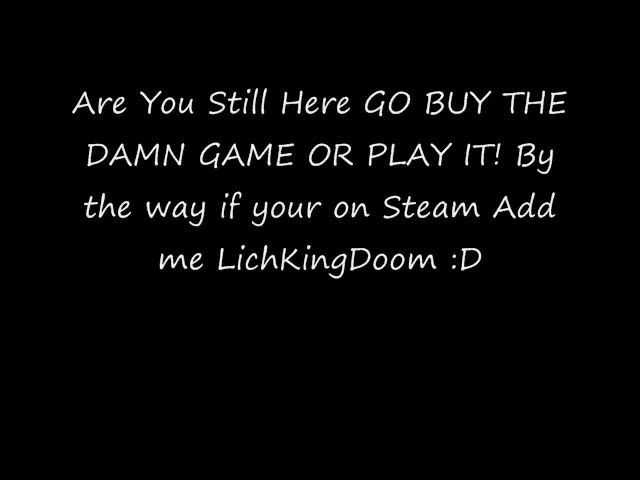 Are You Still Here GO BUY THE
DAMN GAME OR PLAY IT! By
the way if your on Steam Add
me LichKingDoom :D